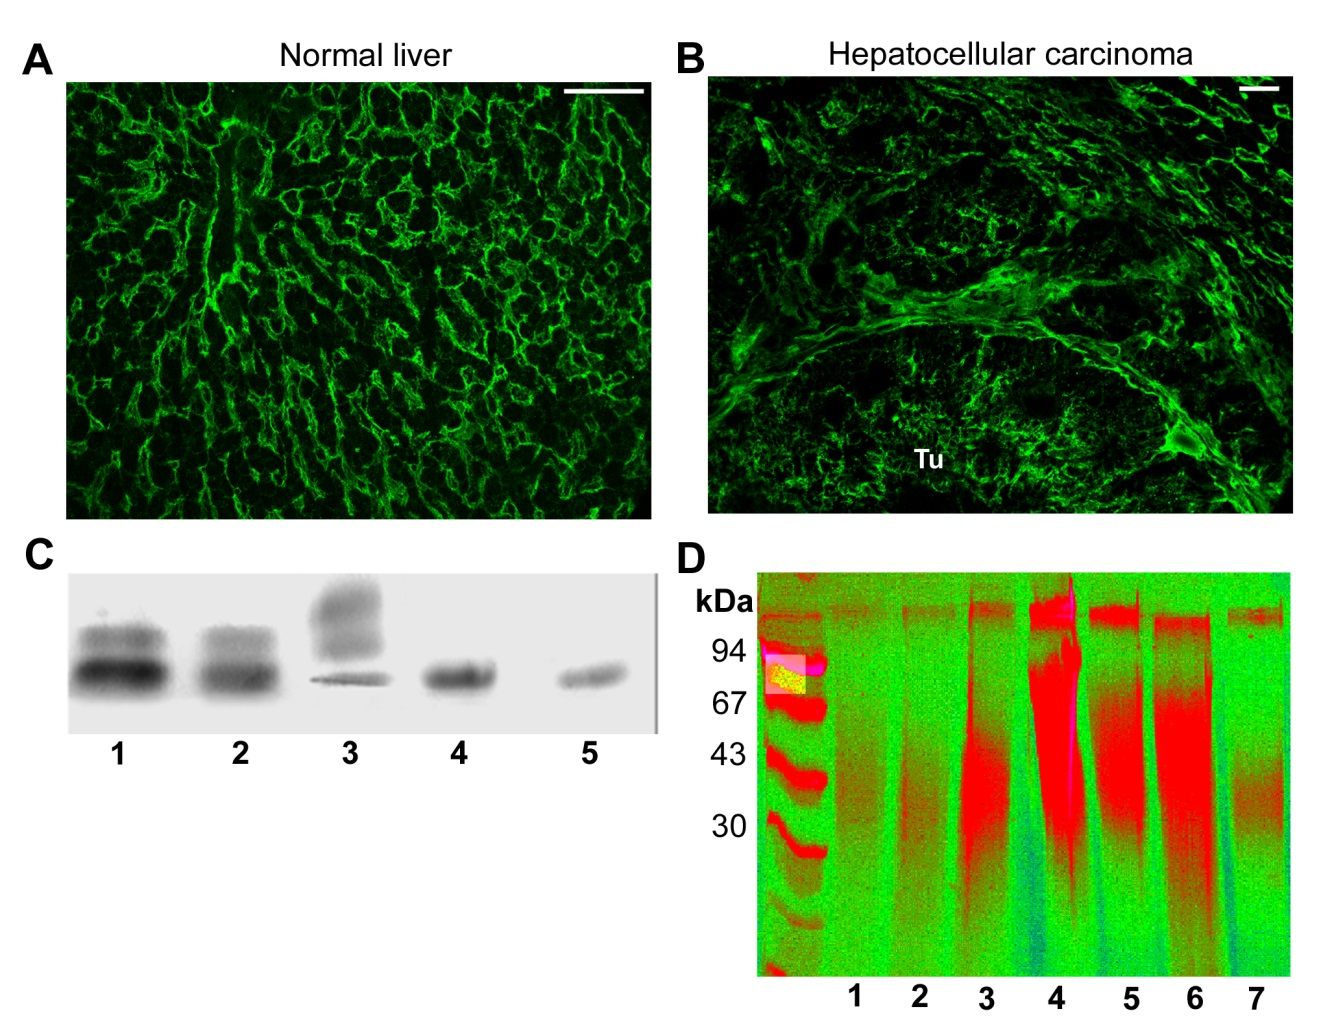 A
Normal liver
B
Hepatocellular carcinoma
Tu
C
1 2 3 4 5
D
kDa
94
67
43
30
1 2 3 4 5 6 7